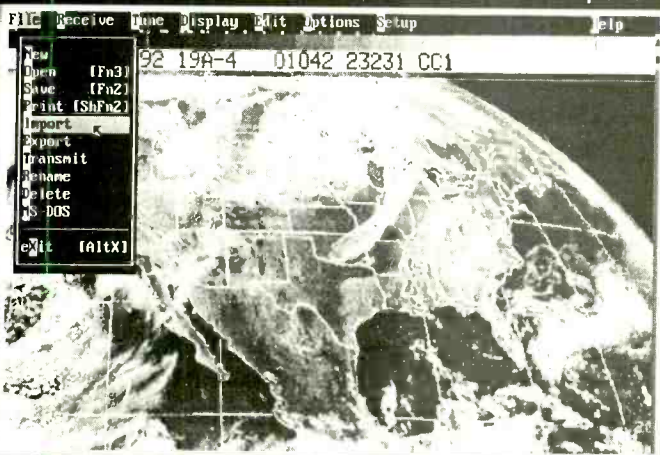 File Receive Tune Display Edit Options Setup Help
92 19A-4 01042 23231 CC1
New
Open [Fn3]
Save [Fn2]
Print [ShFn2]
Import
Export
Transmit
Rename
Delete
MS-DOS
eXit [AltX]